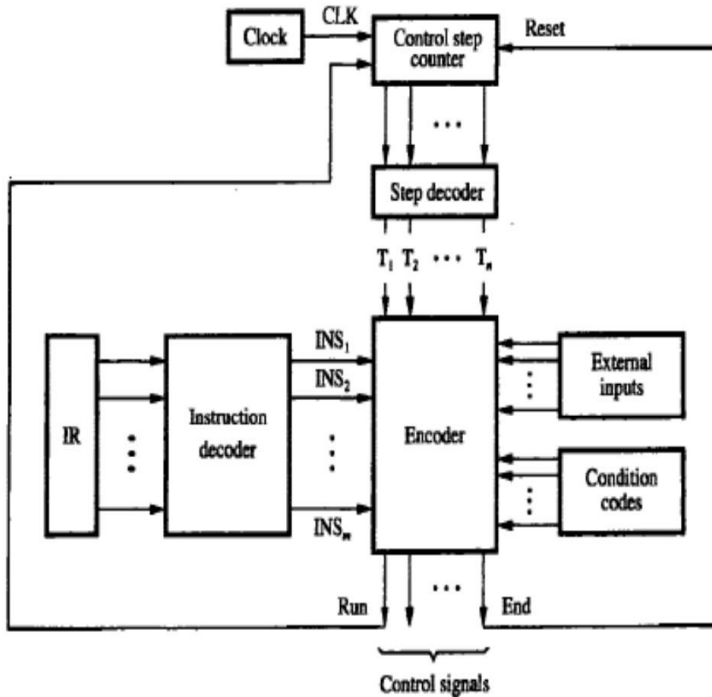 CLK
Clock
Control step
counter
Reset
• • •
Step decoder
T₁ T₂ • • • Tₙ
INS₁
INS₂
IR
Instruction
decoder
INSₘ
Encoder
External
inputs
Condition
codes
Run
• • •
End
Control signals